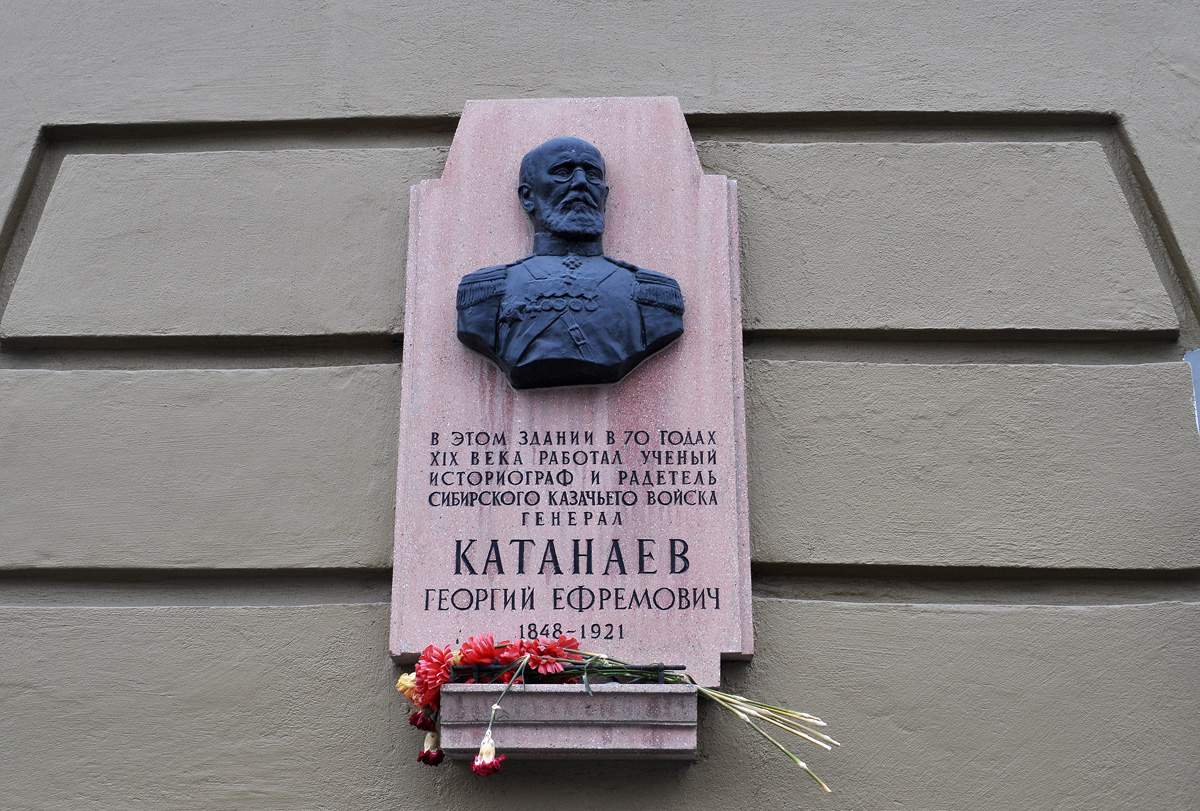 В ЭТОМ ЗДАНИИ В 70 ГОДАХ
XIX ВЕКА РАБОТАЛ УЧЕНЫЙ
ИСТОРИОГРАФ И РАДЕТЕЛЬ
СИБИРСКОГО КАЗАЧЬЕГО ВОЙСКА
ГЕНЕРАЛ
КАТАНАЕВ
ГЕОРГИЙ ЕФРЕМОВИЧ
1848-1921